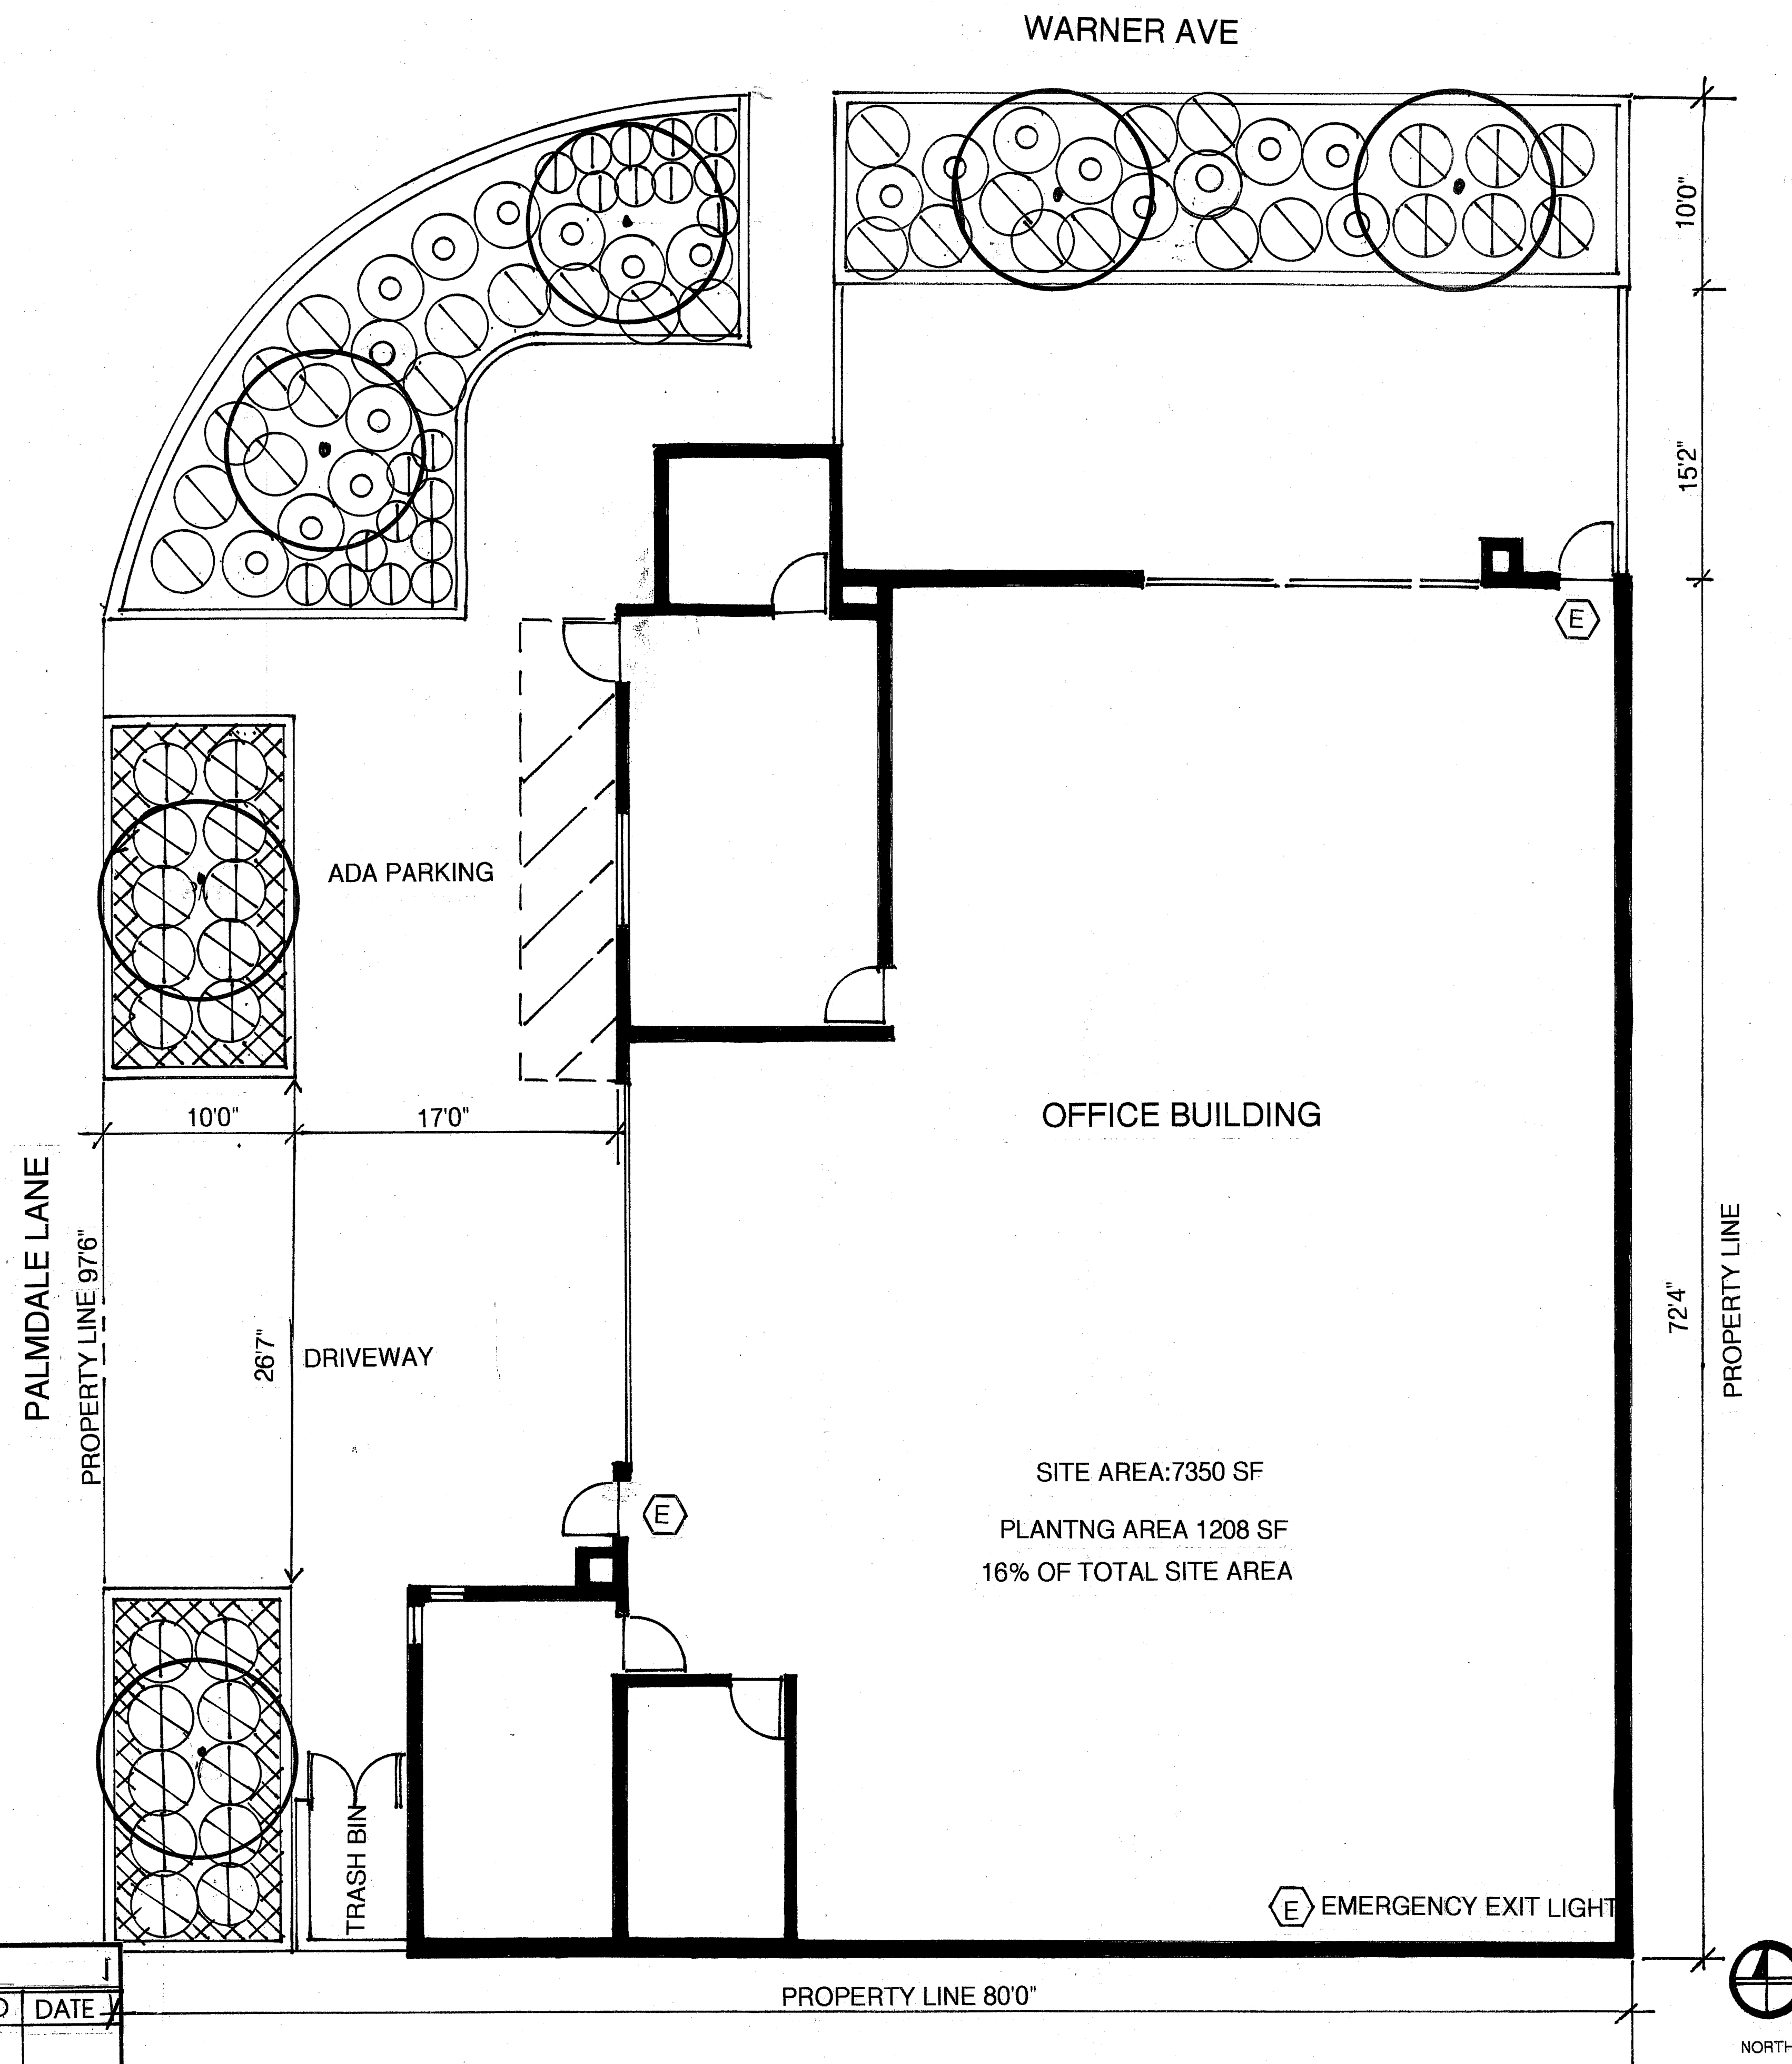 WARNER AVE
10'0"
15'2"
E
ADA PARKING
10'0"
17'0"
OFFICE BUILDING
PALMDALE LANE
PROPERTY LINE 97'6"
26'7"
DRIVEWAY
72'4"
PROPERTY LINE
SITE AREA:7350 SF
E
PLANTNG AREA 1208 SF
16% OF TOTAL SITE AREA
TRASH BIN
E EMERGENCY EXIT LIGHT
PROPERTY LINE 80'0"
DATE
NORTH